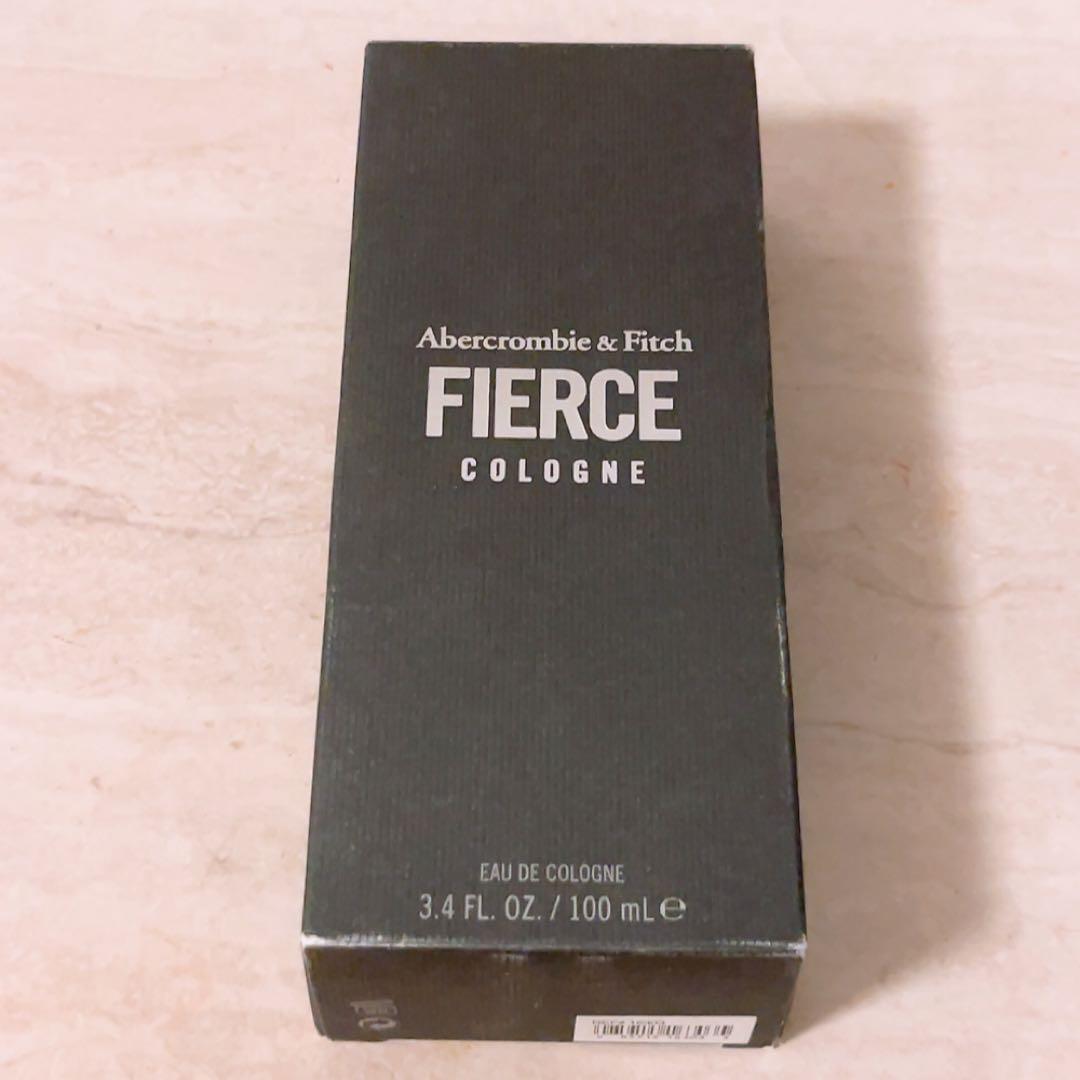 Abercrombie & Fitch
FIERCE
COLOGNE
EAU DE COLOGNE
3.4 FL. OZ. / 100 mL ℮